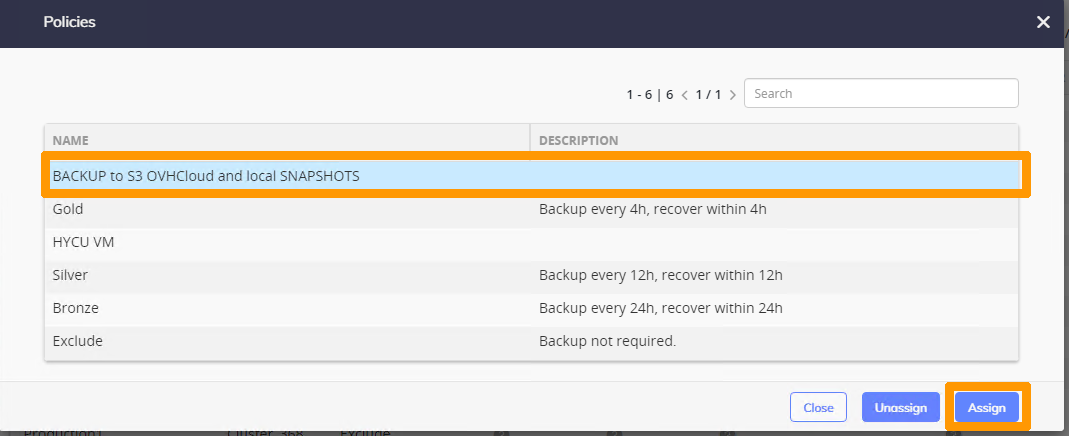 Policies
1 - 6 | 6 < 1 / 1 > Search
NAME DESCRIPTION
BACKUP to S3 OVHCloud and local SNAPSHOTS
Gold Backup every 4h, recover within 4h
HYCU VM
Silver Backup every 12h, recover within 12h
Bronze Backup every 24h, recover within 24h
Exclude Backup not required.
Close Unassign Assign